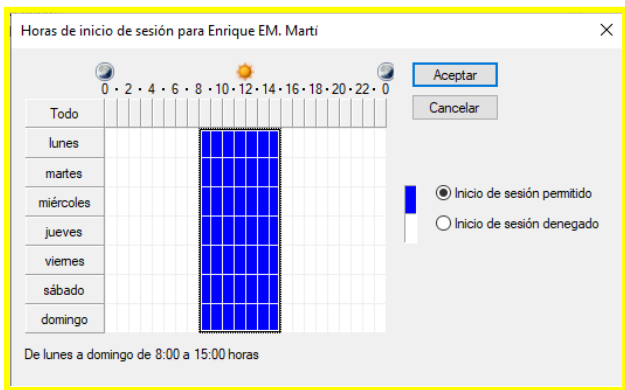 Horas de inicio de sesión para Enrique EM. Martí
Aceptar
0 · 2 · 4 · 6 · 8 · 10 · 12 · 14 · 16 · 18 · 20 · 22 · 0
Cancelar
Todo
lunes
martes
miércoles
Inicio de sesión permitido
jueves
Inicio de sesión denegado
viernes
sábado
domingo
De lunes a domingo de 8:00 a 15:00 horas